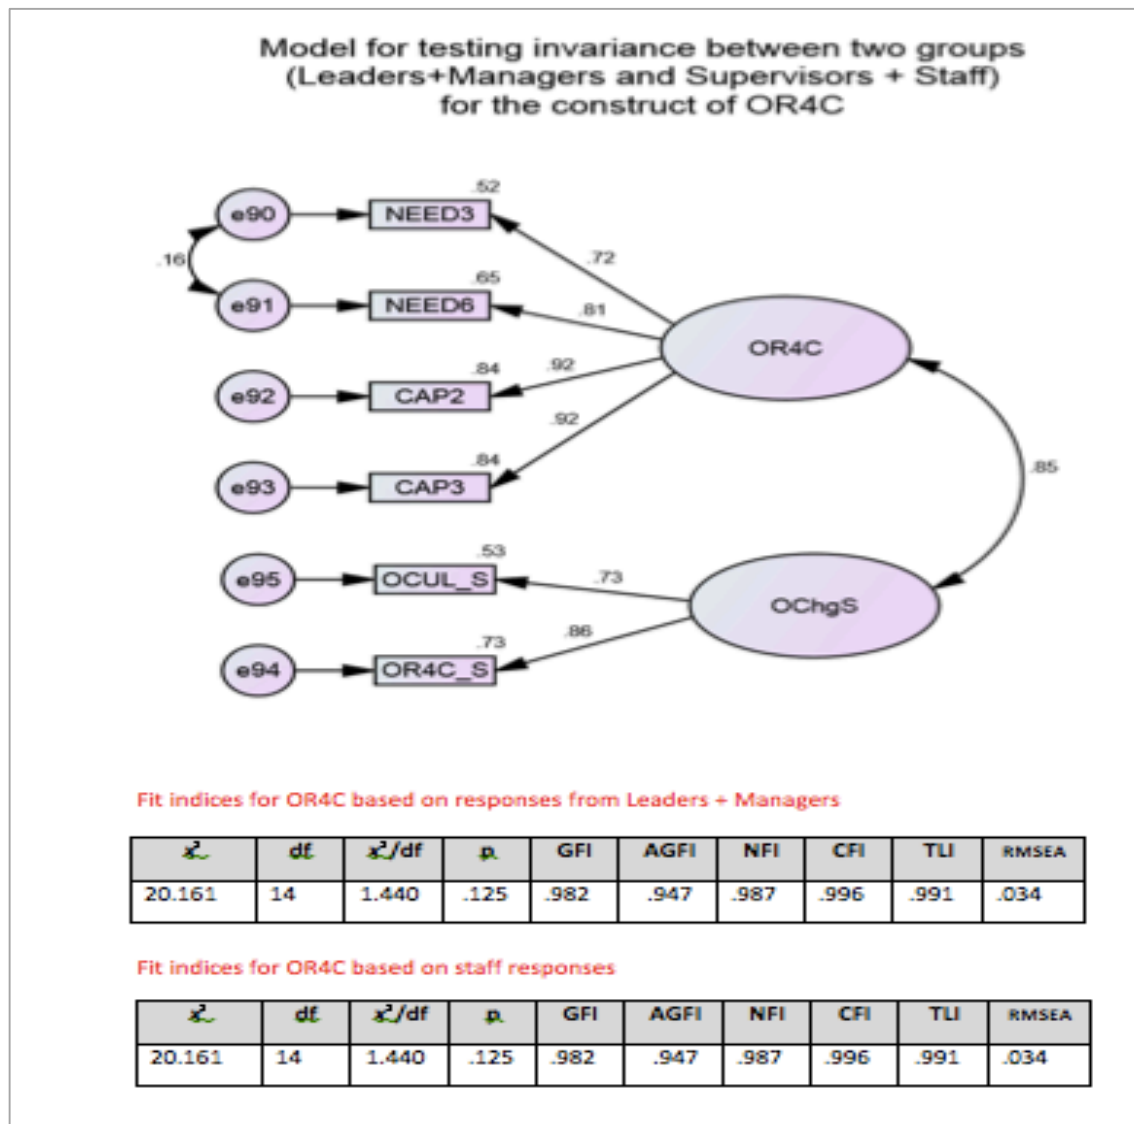 Model for testing invariance between two groups
(Leaders+Managers and Supervisors + Staff)
for the construct of OR4C
.52
e90 NEED3
.72
.16
.65
e91 NEED6
.81
OR4C
.84
.92
e92 CAP2
.92
.84
e93 CAP3
.85
.53
e95 OCUL_S
.73
OChgS
.73
.86
e94 OR4C_S
Fit indices for OR4C based on responses from Leaders + Managers
x² df x²/df p GFI AGFI NFI CFI TLI RMSEA
20.161 14 1.440 .125 .982 .947 .987 .996 .991 .034
Fit indices for OR4C based on staff responses
x² df x²/df p GFI AGFI NFI CFI TLI RMSEA
20.161 14 1.440 .125 .982 .947 .987 .996 .991 .034